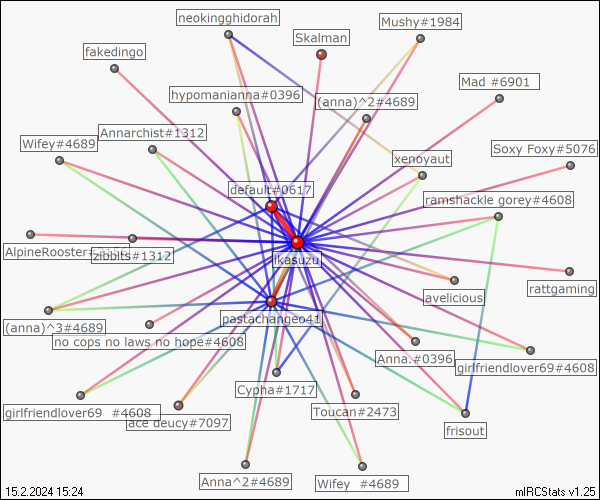 neokingghidorah
Mushy#1984
Skalman
fakedingo
Mad #6901
hypomanianna#0396
(anna)^2#4689
Annarchist#1312
Wifey#4689
Soxy Foxy#5076
xenoyaut
default#0617
ramshackle gorey#4608
AlpineRoosters
zibbits#1312
ikasuzu
rattgaming
avelicious
(anna)^3#4689
pastachangeo41
no cops no laws no hope#4608
Anna.#0396
girlfriendlover69#4608
Cypha#1717
girlfriendlover69 #4608
ace deucy#7097
Toucan#2473
frisout
Anna^2#4689
Wifey #4689
15.2.2024 15:24
mIRCStats v1.25